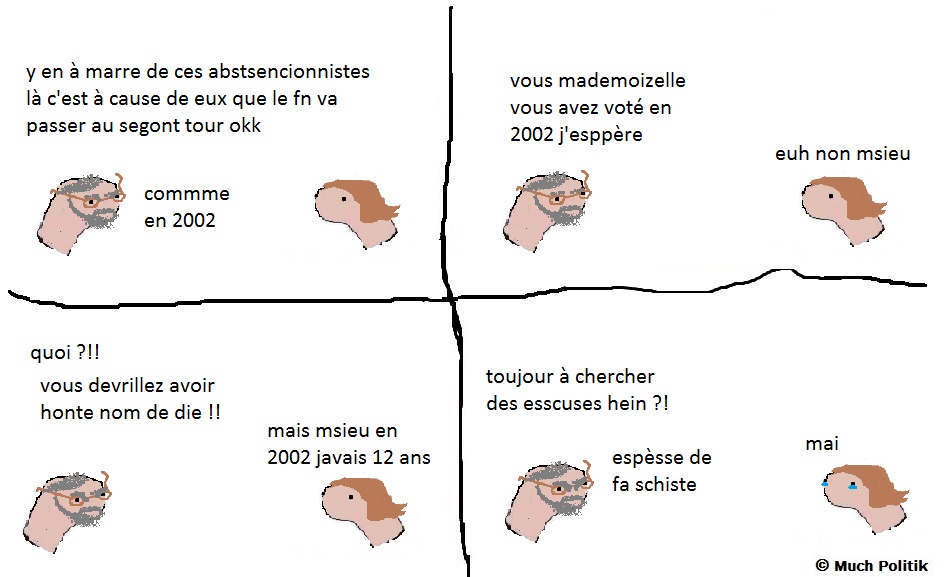 y en à marre de ces abstsencionnistes
là c'est à cause de eux que le fn va
passer au segont tour okk
commme
en 2002
vous mademoizelle
vous avez voté en
2002 j'esppère
euh non msieu
quoi ?!!
vous devrillez avoir
honte nom de die !!
mais msieu en
2002 javais 12 ans
toujour à chercher
des esscuses hein ?!
espèsse de
fa schiste
mai
© Much Politik